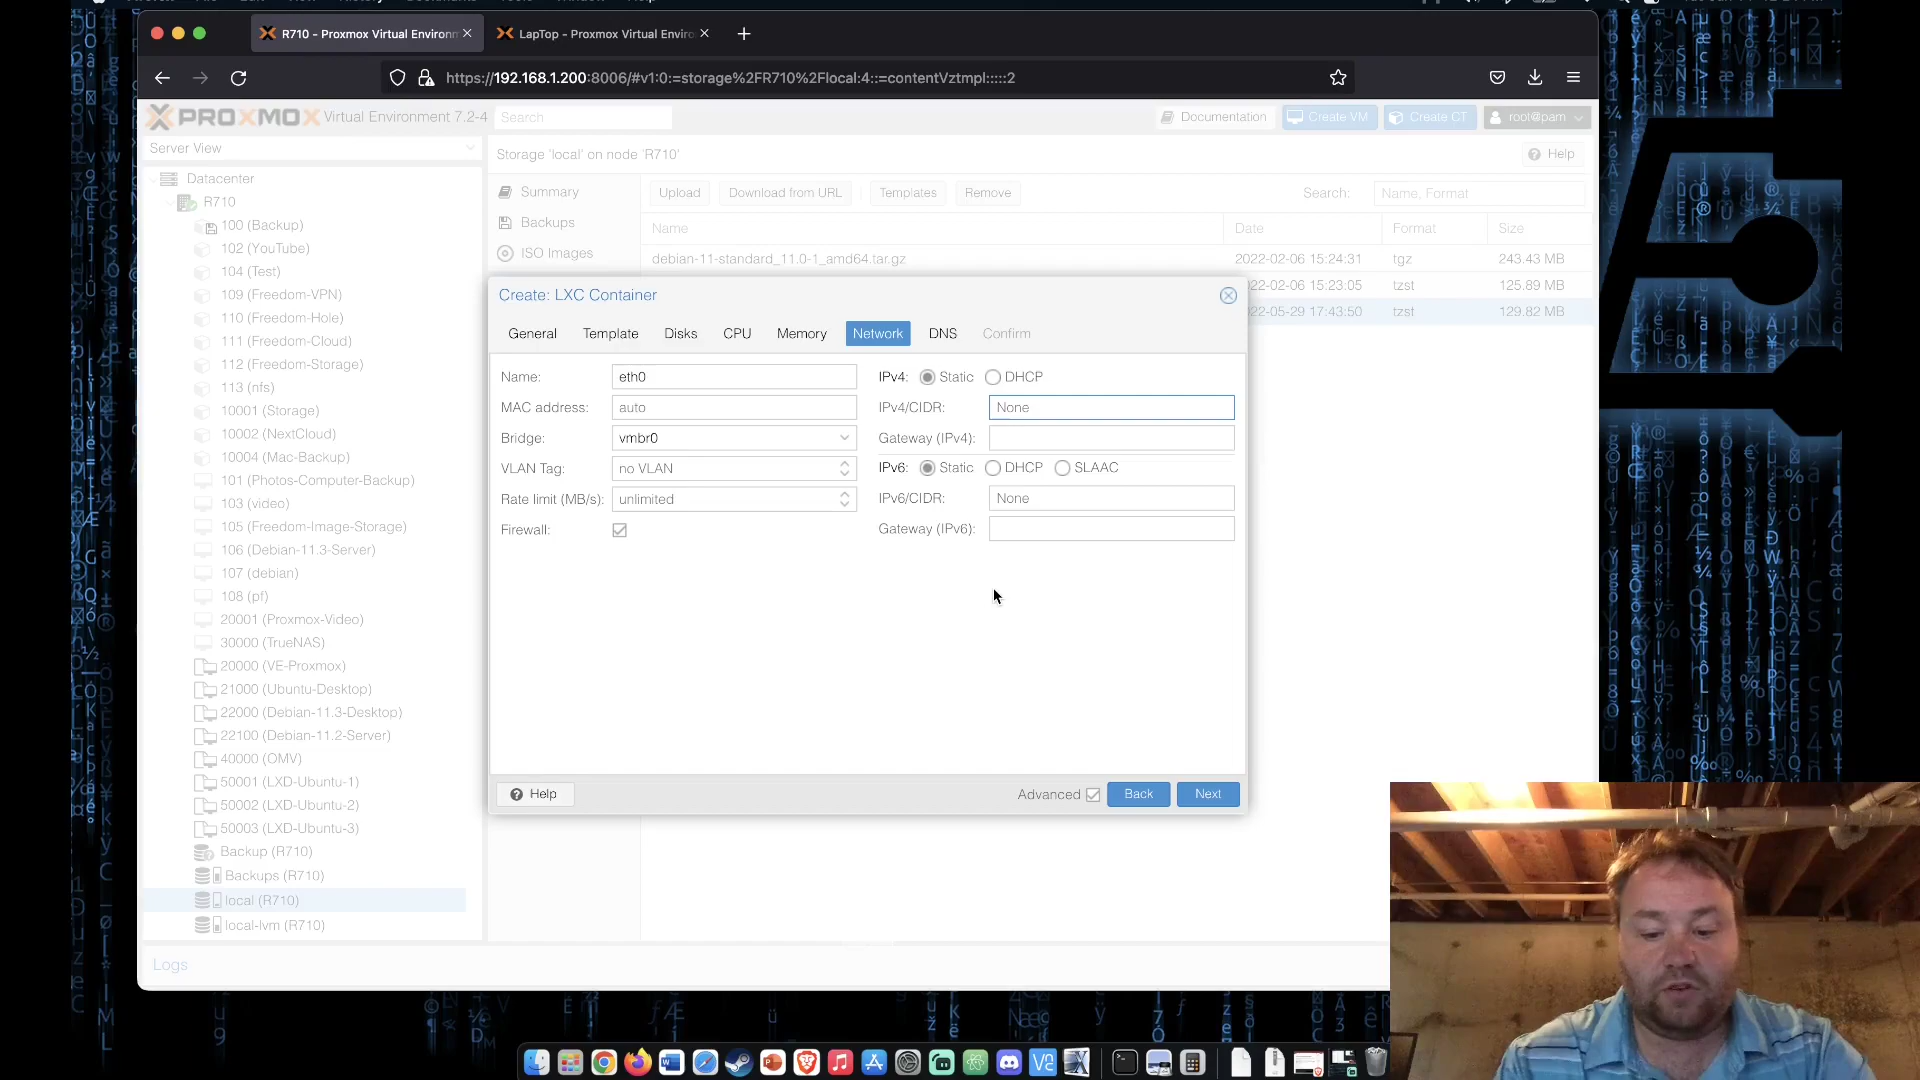 R710 - Proxmox Virtual Environm
LapTop - Proxmox Virtual Enviro
https://192.168.1.200:8006/#v1:0:=storage%2FR710%2Flocal:4::=contentVztmpl:::::2
PROXMOX Virtual Environment 7.2-4
Search
Documentation
Create VM
Create CT
root@pam
Server View
Storage 'local' on node 'R710'
Help
Datacenter
R710
100 (Backup)
102 (YouTube)
104 (Test)
109 (Freedom-VPN)
110 (Freedom-Hole)
111 (Freedom-Cloud)
112 (Freedom-Storage)
113 (nfs)
10001 (Storage)
10002 (NextCloud)
10004 (Mac-Backup)
101 (Photos-Computer-Backup)
103 (video)
105 (Freedom-Image-Storage)
106 (Debian-11.3-Server)
107 (debian)
108 (pf)
20001 (Proxmox-Video)
30000 (TrueNAS)
20000 (VE-Proxmox)
21000 (Ubuntu-Desktop)
22000 (Debian-11.3-Desktop)
22100 (Debian-11.2-Server)
40000 (OMV)
50001 (LXD-Ubuntu-1)
50002 (LXD-Ubuntu-2)
50003 (LXD-Ubuntu-3)
Backup (R710)
Backups (R710)
local (R710)
local-lvm (R710)
Summary
Backups
ISO Images
Upload
Download from URL
Templates
Remove
Search:
Name, Format
Name
Date
Format
Size
debian-11-standard_11.0-1_amd64.tar.gz
2022-02-06 15:24:31
tgz
243.43 MB
22-02-06 15:23:05
tzst
125.89 MB
22-05-29 17:43:50
tzst
129.82 MB
Create: LXC Container
General
Template
Disks
CPU
Memory
Network
DNS
Confirm
Name:
eth0
MAC address:
auto
Bridge:
vmbr0
VLAN Tag:
no VLAN
Rate limit (MB/s):
unlimited
Firewall:
IPv4:
Static
DHCP
IPv4/CIDR:
None
Gateway (IPv4):
IPv6:
Static
DHCP
SLAAC
IPv6/CIDR:
None
Gateway (IPv6):
Help
Advanced
Back
Next
Logs